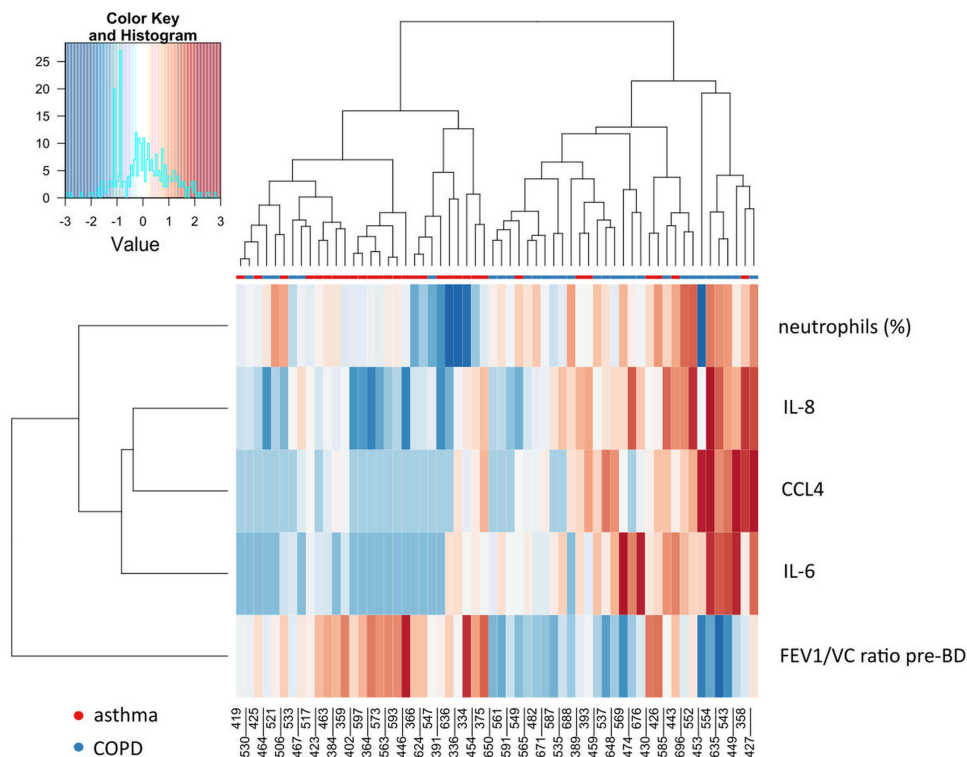 Color Key
and Histogram
25
20
15
10
5
0
-3 -2 -1 0 1 2 3
Value
neutrophils (%)
IL-8
CCL4
IL-6
FEV1/VC ratio pre-BD
asthma
COPD
419 425 521 533 517 463 359 597 573 593 366 547 636 334 375 561 549 482 587 688 393 537 569 676 426 443 552 554 543 358
530 464 506 467 423 384 402 364 563 446 624 391 336 454 650 591 565 671 535 389 459 648 474 430 585 696 453 635 449 427